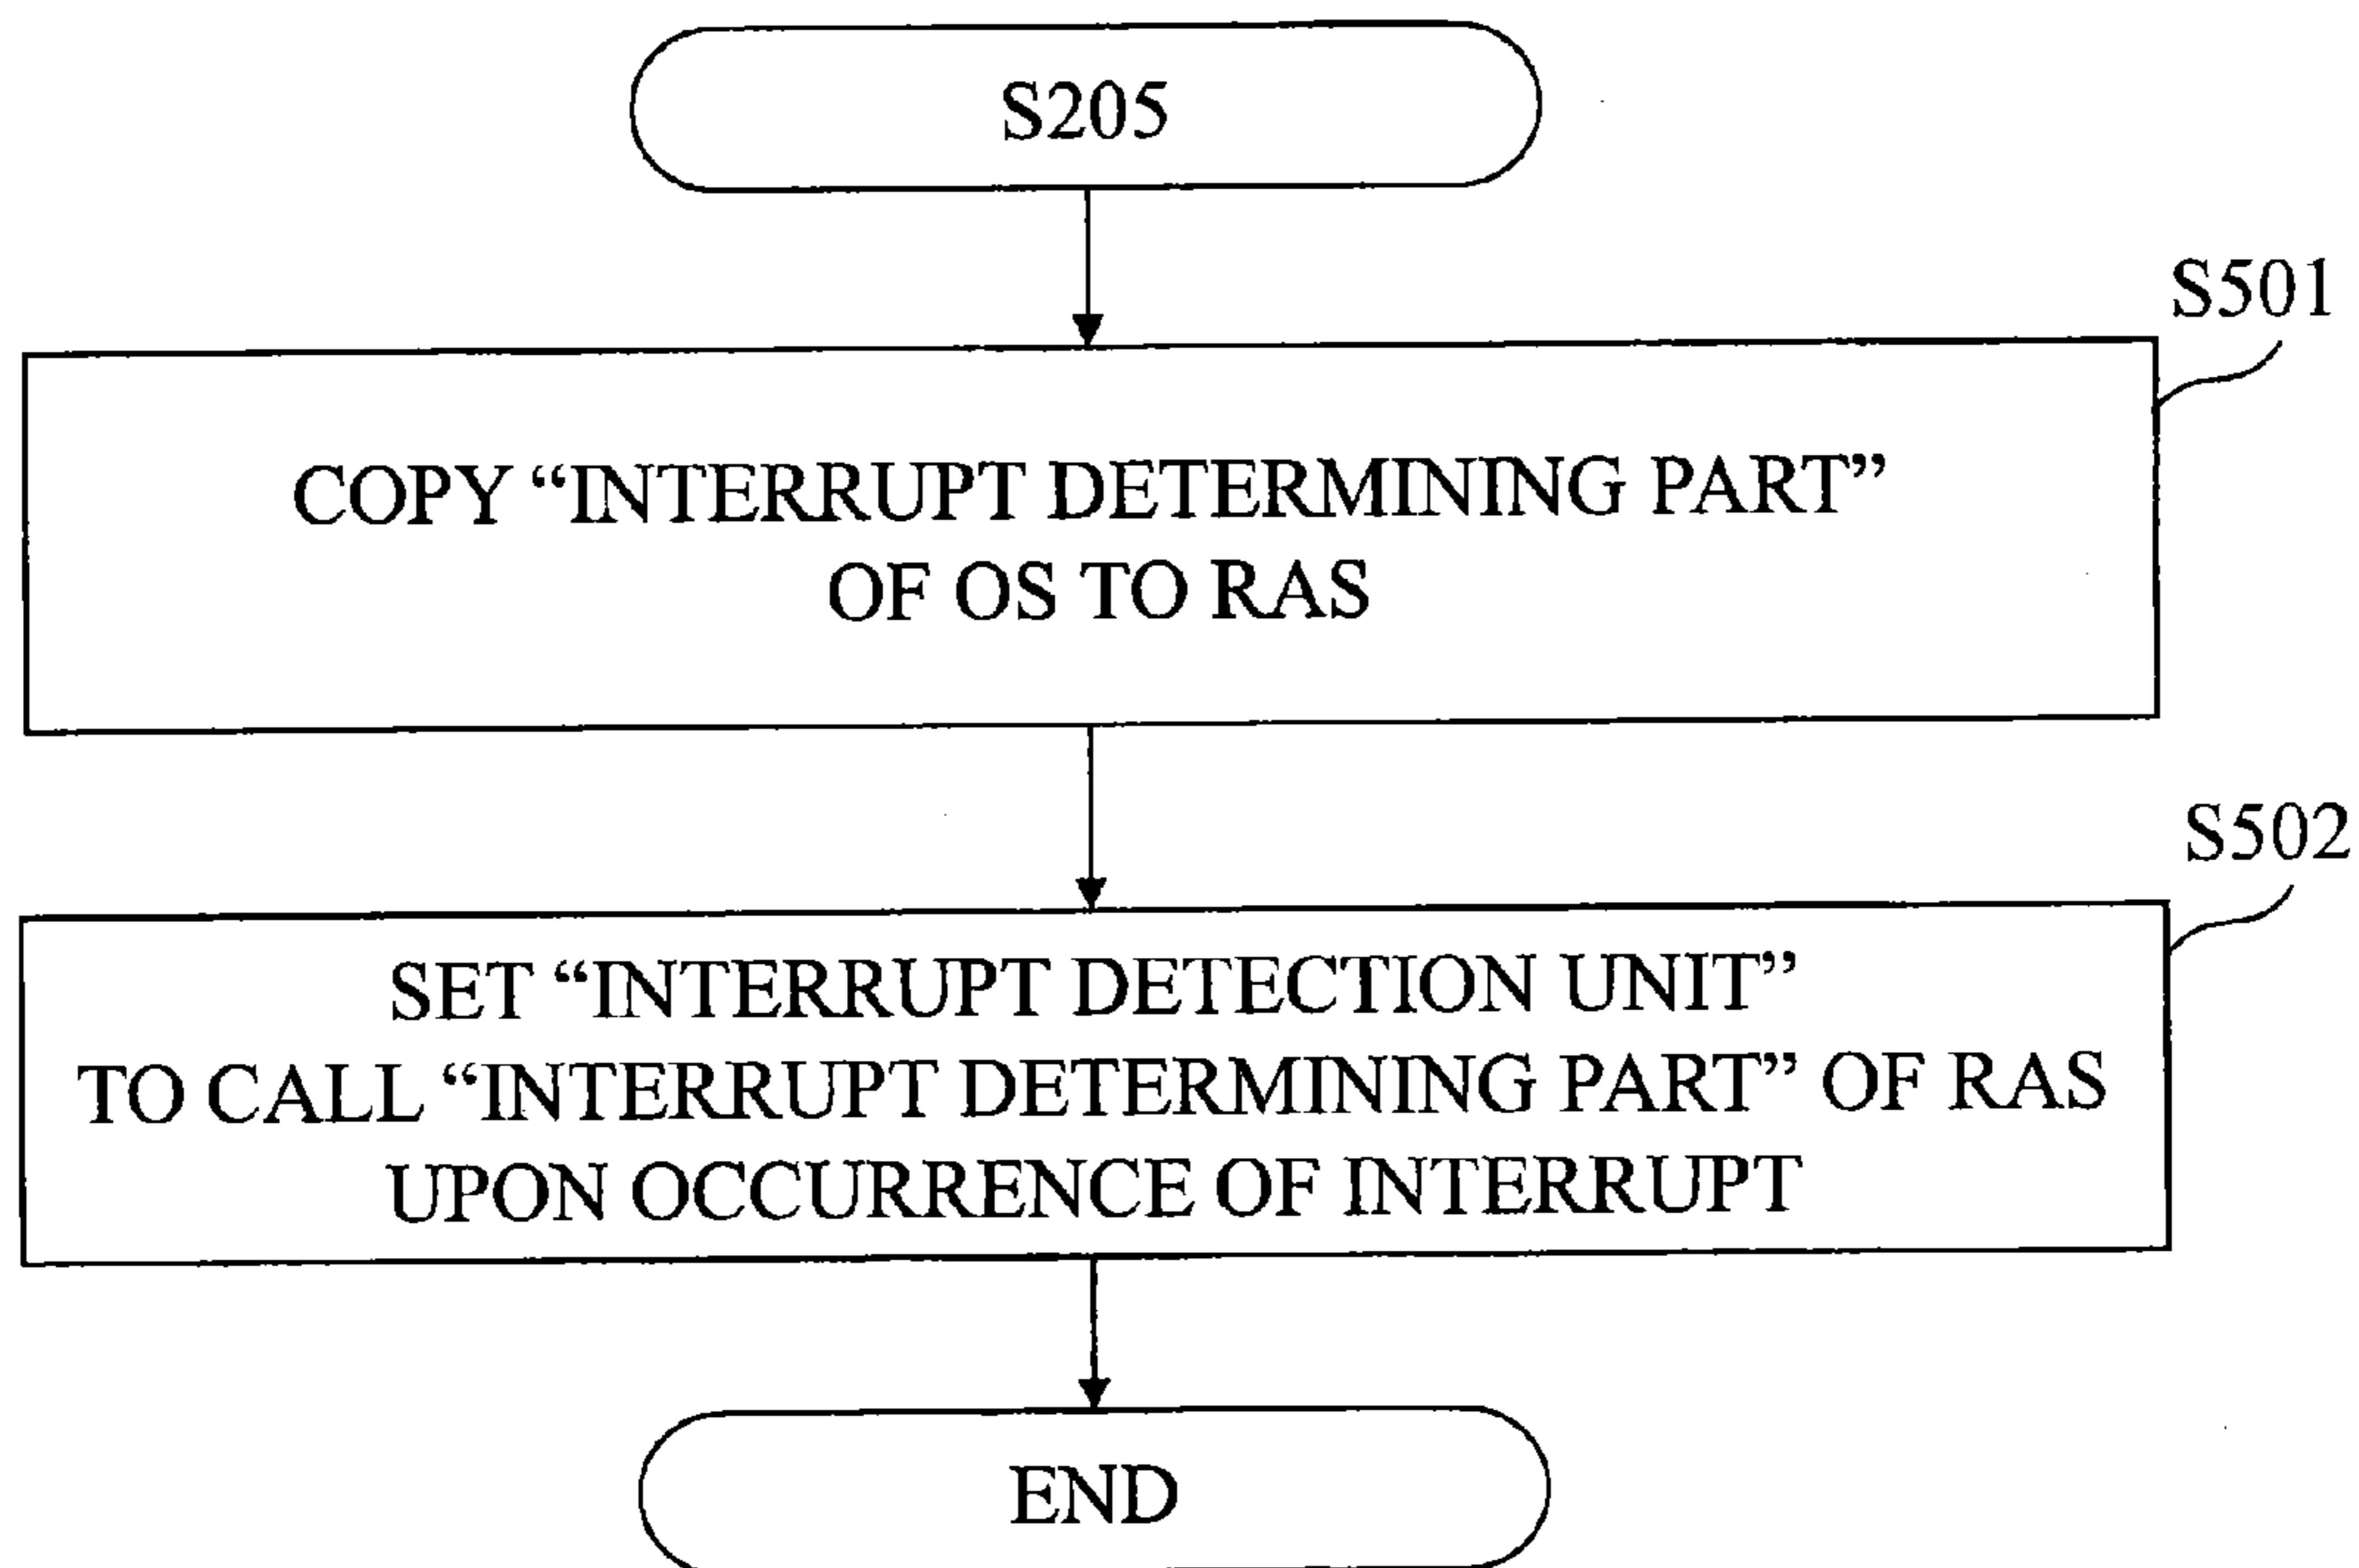 S205
S501
COPY “INTERRUPT DETERMINING PART”
OF OS TO RAS
S502
SET “INTERRUPT DETECTION UNIT”
TO CALL “INTERRUPT DETERMINING PART” OF RAS
UPON OCCURRENCE OF INTERRUPT
END